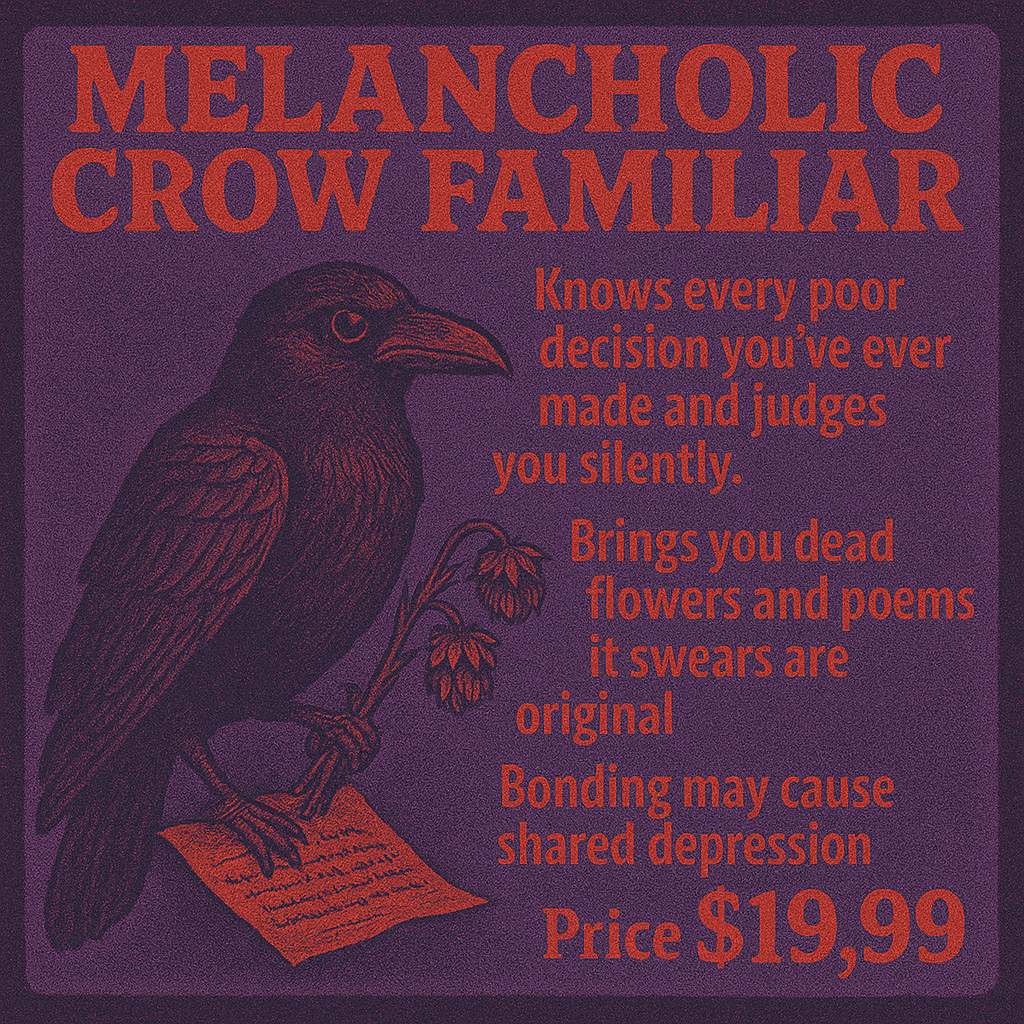 MELANCHOLIC
CROW FAMILIAR
Knows every poor
decision you've ever
made and judges
you silently.
Brings you dead
flowers and poems
it swears are
original
Bonding may cause
shared depression
Price $19,99